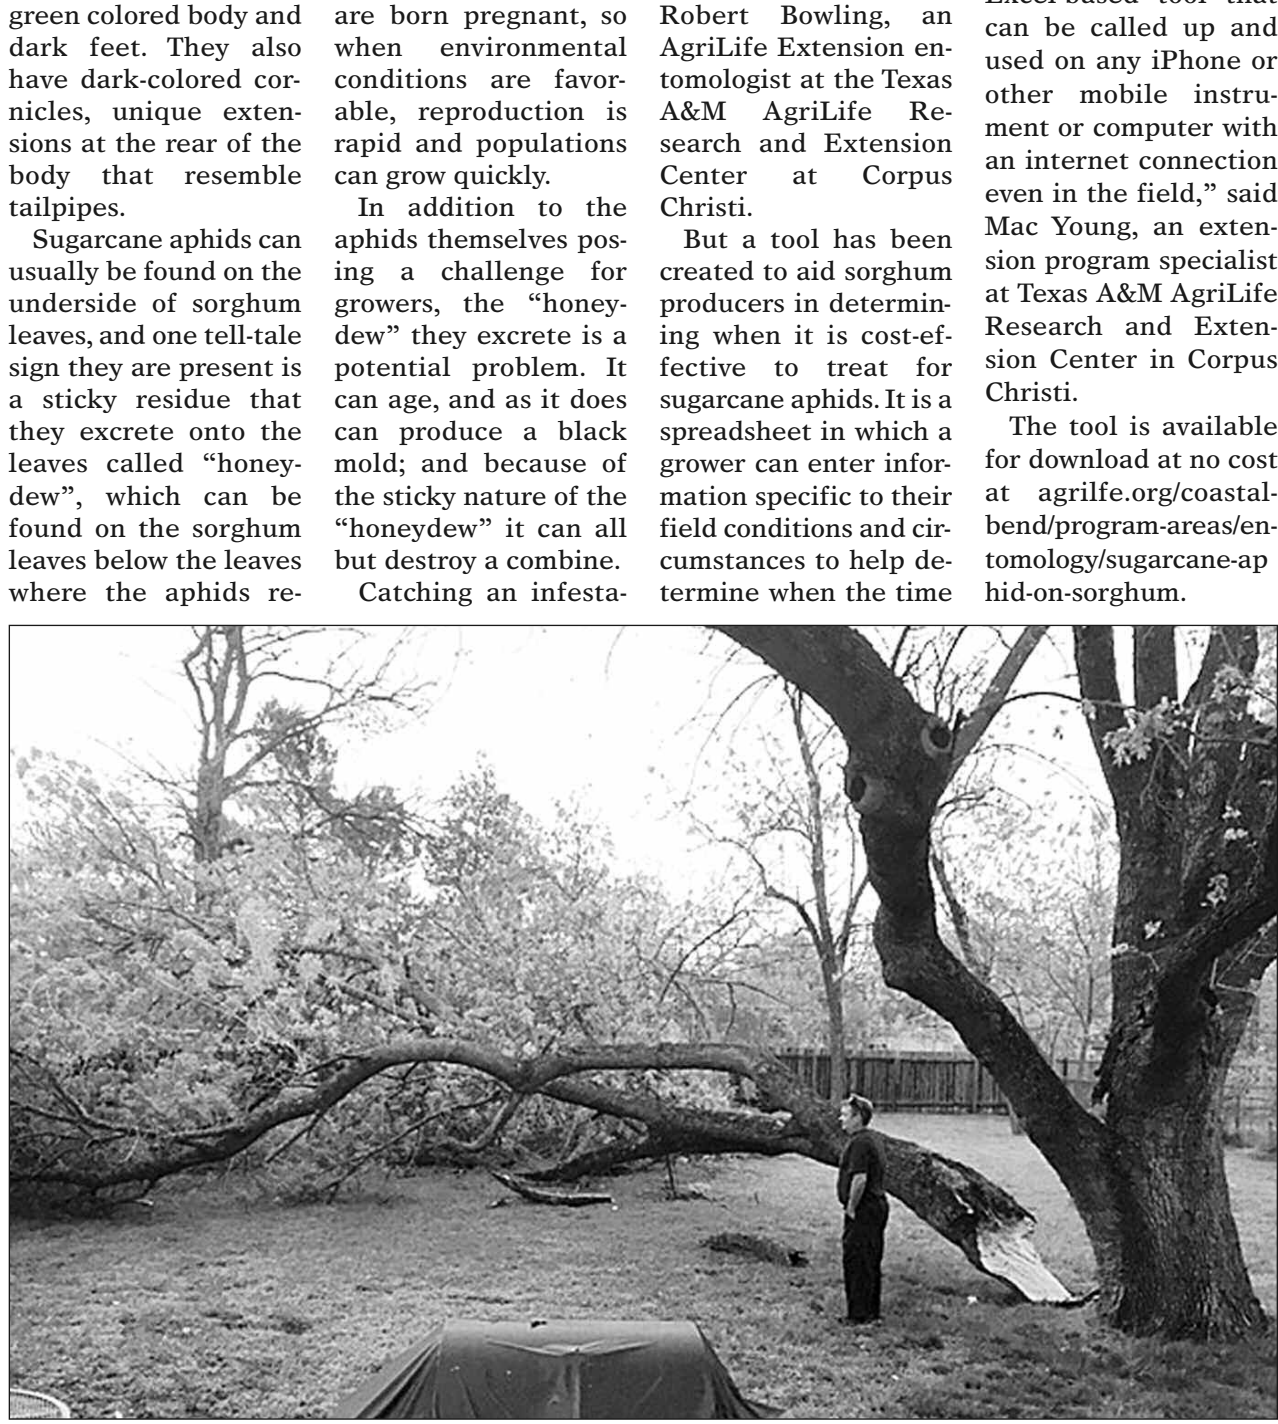 green colored body and
dark feet. They also
have dark-colored cor-
nicles, unique exten-
sions at the rear of the
body that resemble
tailpipes.
Sugarcane aphids can
usually be found on the
underside of sorghum
leaves, and one tell-tale
sign they are present is
a sticky residue that
they excrete onto the
leaves called “honey-
dew”, which can be
found on the sorghum
leaves below the leaves
where the aphids re-
are born pregnant, so
when environmental
conditions are favor-
able, reproduction is
rapid and populations
can grow quickly.
In addition to the
aphids themselves pos-
ing a challenge for
growers, the “honey-
dew” they excrete is a
potential problem. It
can age, and as it does
can produce a black
mold; and because of
the sticky nature of the
“honeydew” it can all
but destroy a combine.
Catching an infesta-
Robert Bowling, an
AgriLife Extension en-
tomologist at the Texas
A&M AgriLife Re-
search and Extension
Center at Corpus
Christi.
But a tool has been
created to aid sorghum
producers in determin-
ing when it is cost-ef-
fective to treat for
sugarcane aphids. It is a
spreadsheet in which a
grower can enter infor-
mation specific to their
field conditions and cir-
cumstances to help de-
termine when the time
Excel-based tool that
can be called up and
used on any iPhone or
other mobile instru-
ment or computer with
an internet connection
even in the field,” said
Mac Young, an exten-
sion program specialist
at Texas A&M AgriLife
Research and Exten-
sion Center in Corpus
Christi.
The tool is available
for download at no cost
at agrilfe.org/coastal-
bend/program-areas/en-
tomology/sugarcane-ap
hid-on-sorghum.